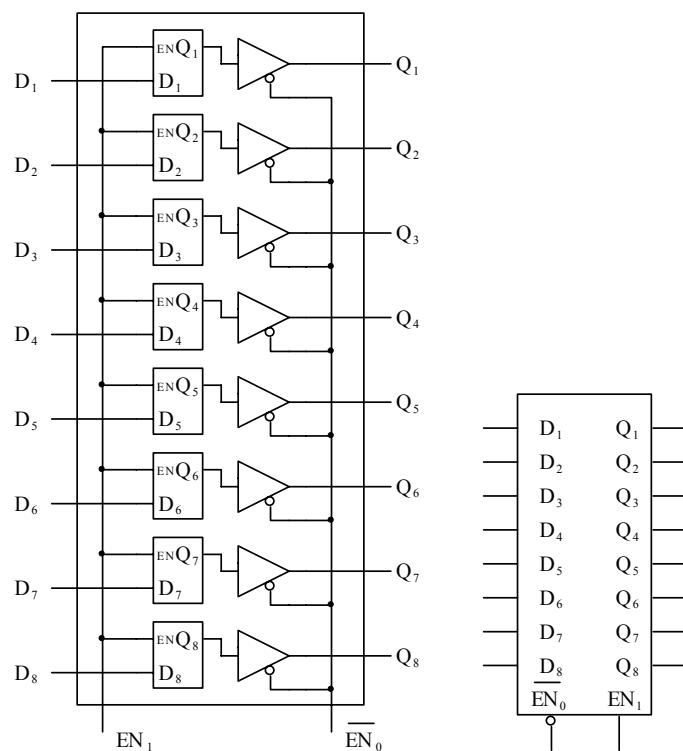 EN Q₁
D₁ D₁ Q₁
EN Q₂
D₂ D₂ Q₂
EN Q₃
D₃ D₃ Q₃
EN Q₄
D₄ D₄ Q₄
EN Q₅
D₅ D₅ Q₅
EN Q₆
D₆ D₆ Q₆
EN Q₇
D₇ D₇ Q₇
EN Q₈
D₈ D₈ Q₈
EN₁ E̅N̅₀
D₁ Q₁
D₂ Q₂
D₃ Q₃
D₄ Q₄
D₅ Q₅
D₆ Q₆
D₇ Q₇
D₈ Q₈
E̅N̅₀ EN₁